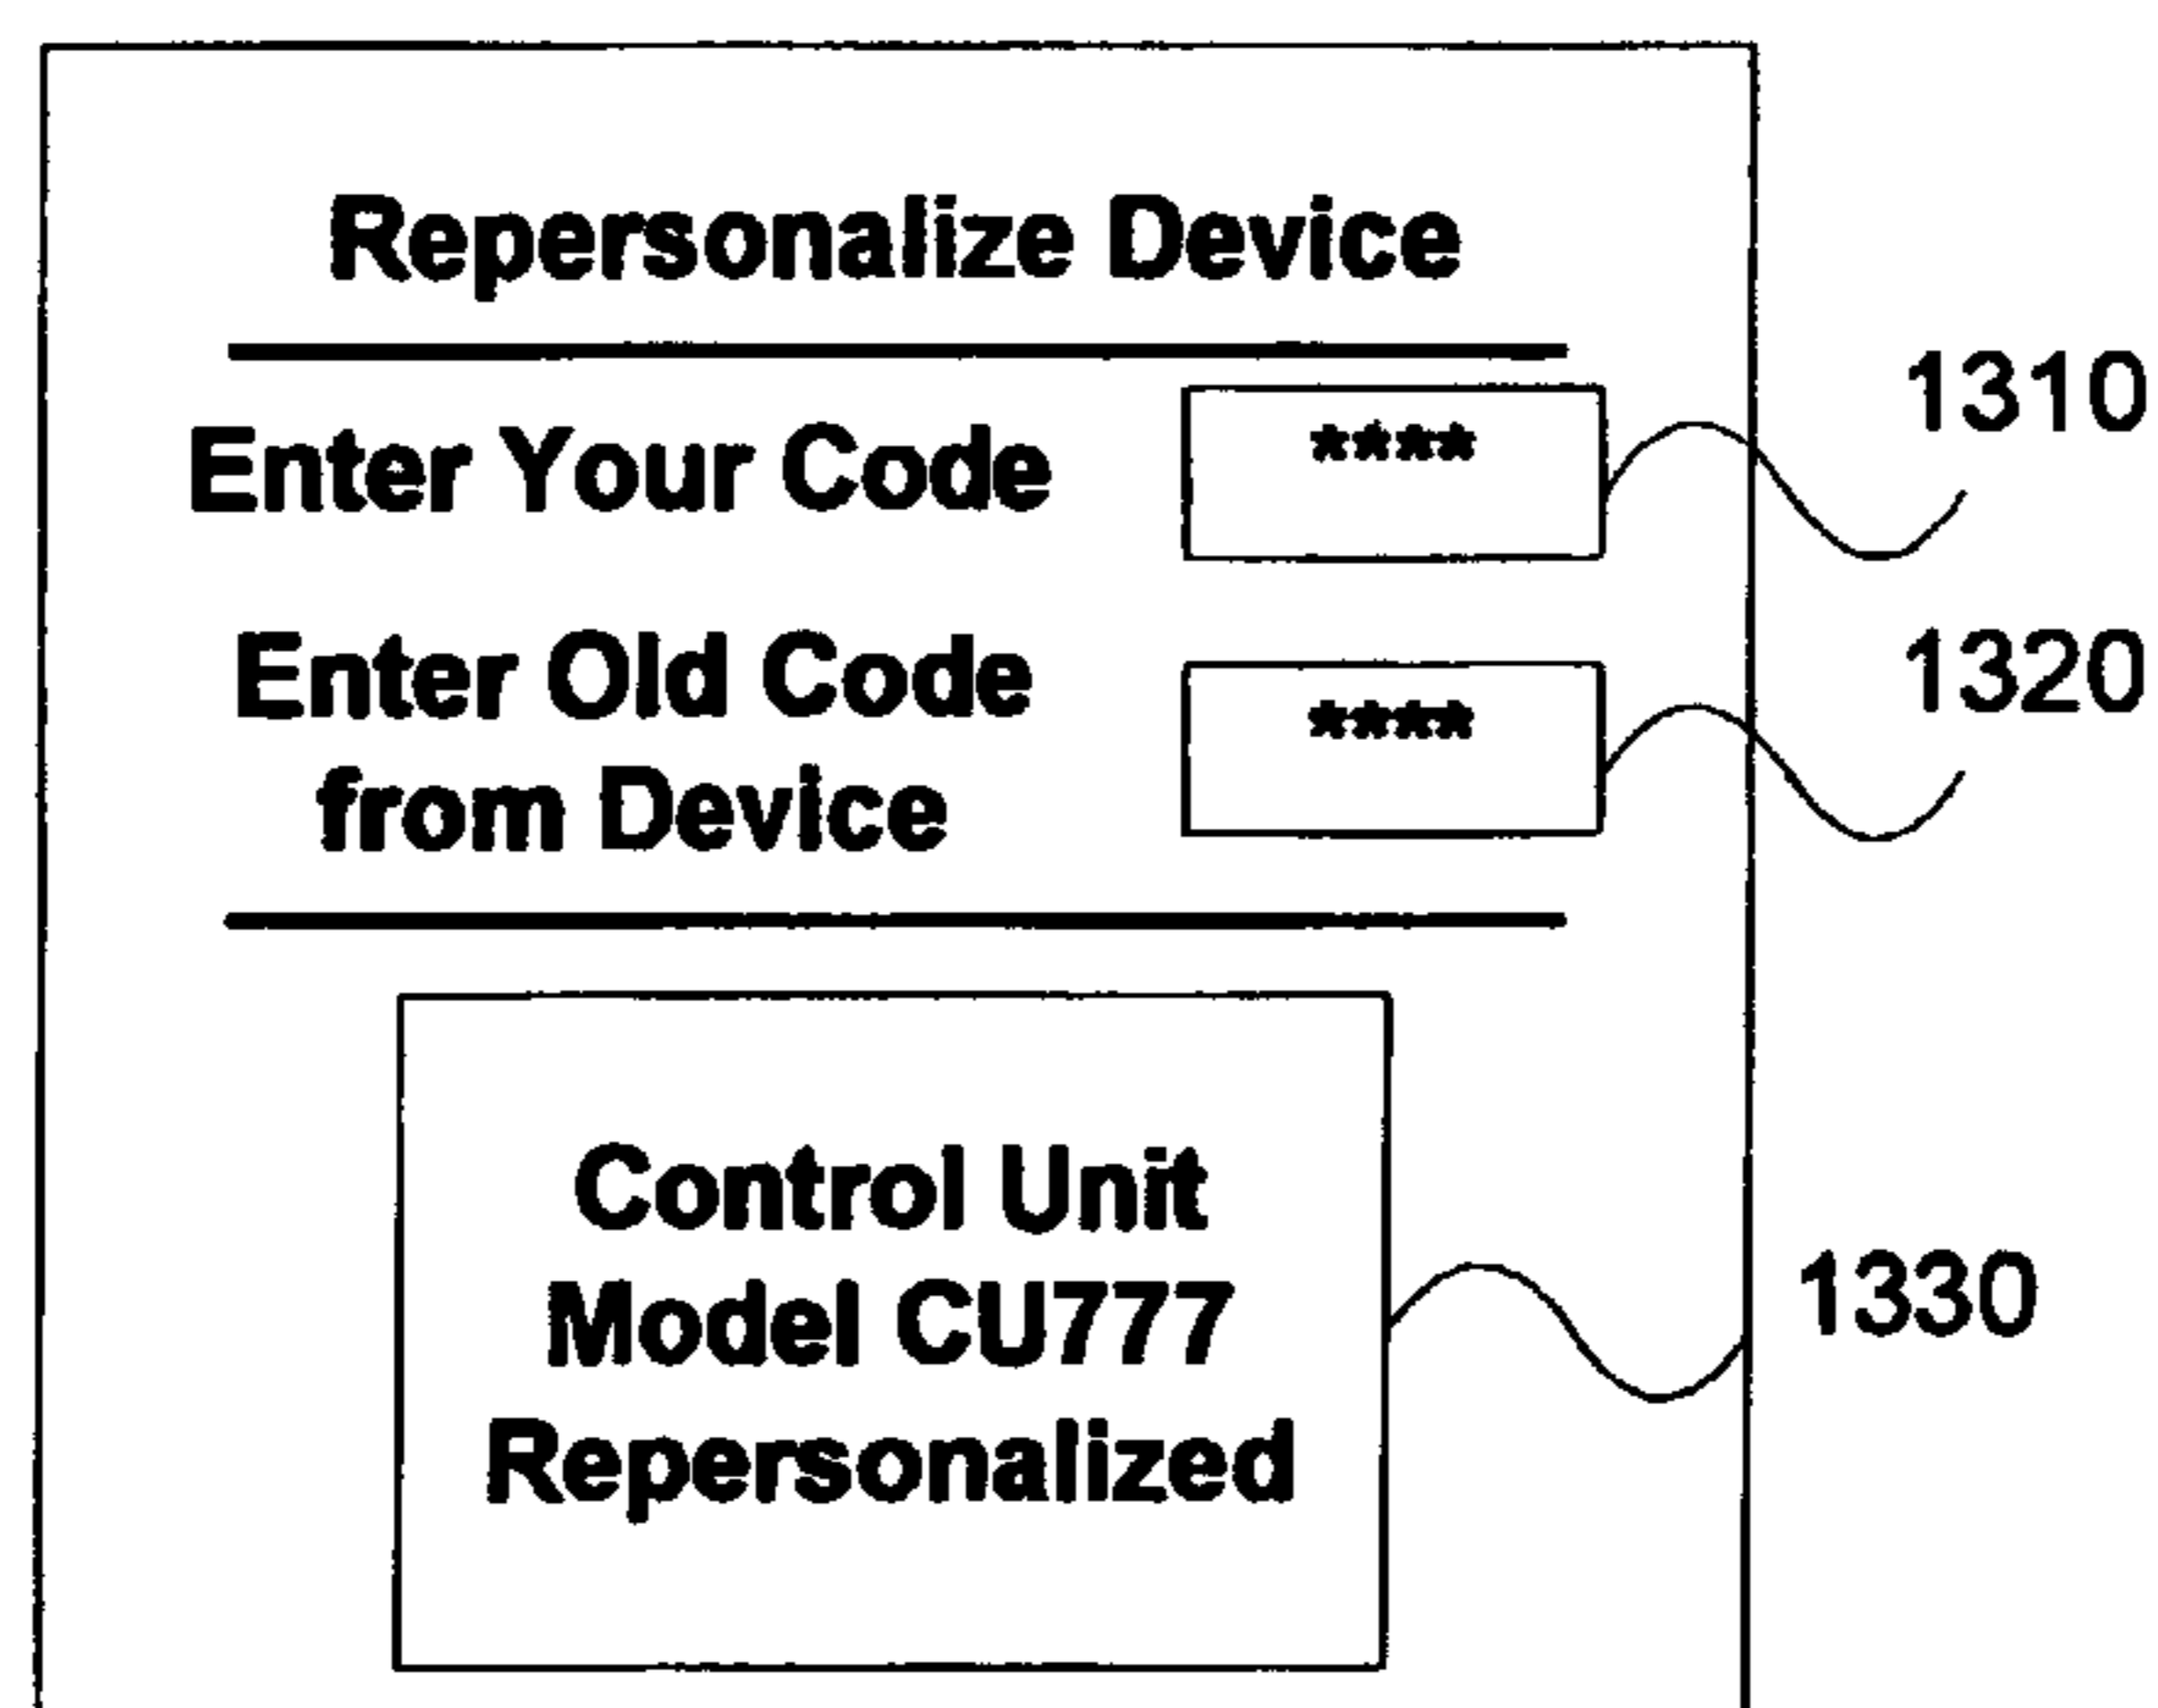 Repersonalize Device
Enter Your Code
****
1310
Enter Old Code
from Device
****
1320
Control Unit
Model CU777
Repersonalized
1330